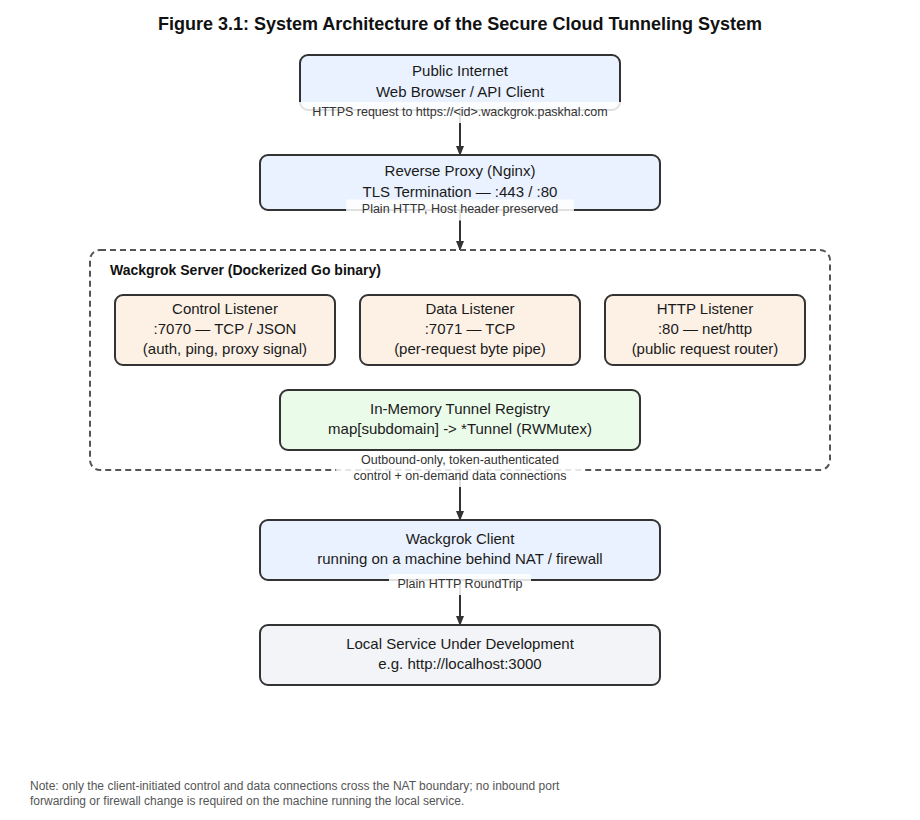 Figure 3.1: System Architecture of the Secure Cloud Tunneling System
Public Internet
Web Browser / API Client
HTTPS request to https://<id>.wackgrok.paskhal.com
Reverse Proxy (Nginx)
TLS Termination — :443 / :80
Plain HTTP, Host header preserved
Wackgrok Server (Dockerized Go binary)
Control Listener
:7070 — TCP / JSON
(auth, ping, proxy signal)
Data Listener
:7071 — TCP
(per-request byte pipe)
HTTP Listener
:80 — net/http
(public request router)
In-Memory Tunnel Registry
map[subdomain] -> *Tunnel (RWMutex)
Outbound-only, token-authenticated
control + on-demand data connections
Wackgrok Client
running on a machine behind NAT / firewall
Plain HTTP RoundTrip
Local Service Under Development
e.g. http://localhost:3000
Note: only the client-initiated control and data connections cross the NAT boundary; no inbound port
forwarding or firewall change is required on the machine running the local service.